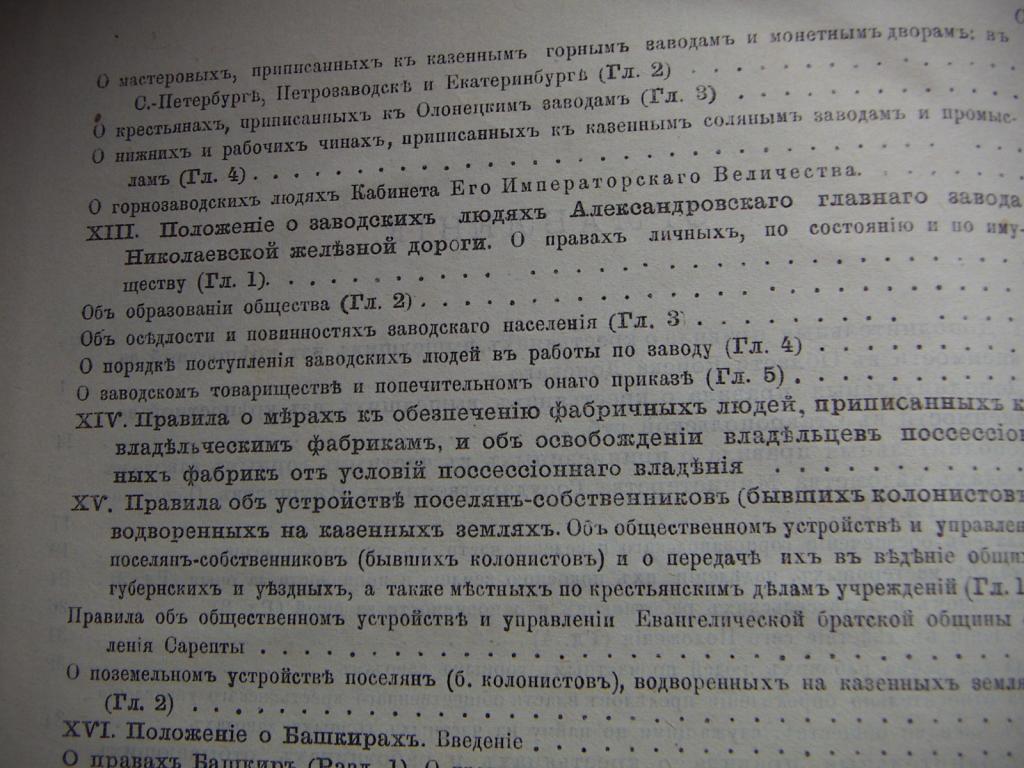 О мастеровыхъ, приписанныхъ къ казеннымъ горнымъ заводамъ и монетнымъ дворамъ: въ
С.-Петербургѣ, Петрозаводскѣ и Екатеринбургѣ (Гл. 2)
О крестьянахъ, приписанныхъ къ Олонецкимъ заводамъ (Гл. 3)
О нижнихъ и рабочихъ чинахъ, приписанныхъ къ казеннымъ солянымъ заводамъ и промыс-
ламъ (Гл. 4)
О горнозаводскихъ людяхъ Кабинета Его Императорскаго Величества.
XIII. Положеніе о заводскихъ людяхъ Александровскаго главнаго завода
Николаевской желѣзной дороги. О правахъ личныхъ, по состоянію и по иму-
ществу (Гл. 1).
Объ образованіи общества (Гл. 2)
Объ осѣдлости и повинностяхъ заводскаго населенія (Гл. 3
О порядкѣ поступленія заводскихъ людей въ работы по заводу (Гл. 4)
О заводскомъ товариществѣ и попечительномъ онаго приказѣ (Гл. 5)
XIV. Правила о мѣрахъ къ обезпеченію фабричныхъ людей, приписанныхъ к
владѣльческимъ фабрикамъ, и объ освобожденіи владѣльцевъ поссессіон
ныхъ фабрикъ отъ условій поссессіоннаго владѣнія
XV. Правила объ устройствѣ поселянъ-собственниковъ (бывшихъ колонистовъ
водворенныхъ на казенныхъ земляхъ. Объ общественномъ устройствѣ и управлен
поселянъ-собственниковъ (бывшихъ колонистовъ) и о передачѣ ихъ въ вѣдѣніе общих
губернскихъ и уѣздныхъ, а также мѣстныхъ по крестьянскимъ дѣламъ учрежденій (Гл. 1
Правила объ общественномъ устройствѣ и управленіи Евангелической братской общины
ленія Сарепты
О поземельномъ устройствѣ поселянъ (б. колонистовъ), водворенныхъ на казенныхъ земля
(Гл. 2)
XVI. Положеніе о Башкирахъ. Введеніе
О правахъ Башкиръ (Разд. 1). О